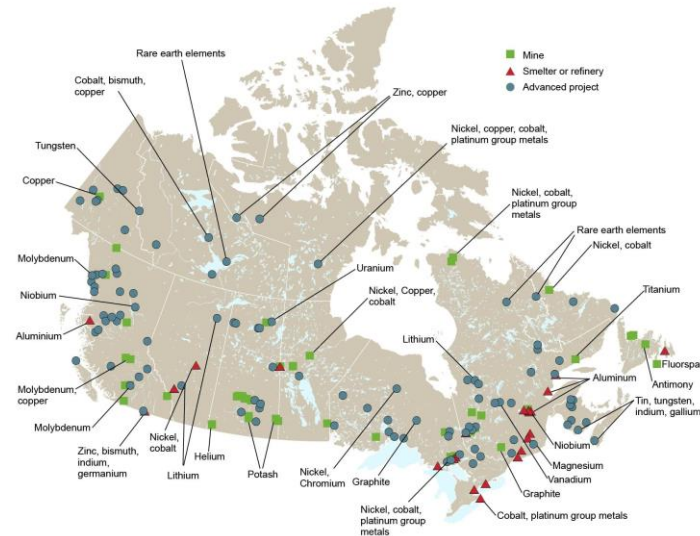 Rare earth elements
Cobalt, bismuth,
copper
Zinc, copper
Mine
Smelter or refinery
Advanced project
Tungsten
Nickel, copper, cobalt,
platinum group metals
Copper
Nickel, cobalt,
platinum group
metals
Rare earth elements
Nickel, cobalt
Molybdenum
Uranium
Titanium
Niobium
Nickel, Copper,
cobalt
Aluminium
Lithium
Fluorspa
Aluminum
Antimony
Molybdenum,
copper
Tin, tungsten,
indium, gallium
Molybdenum
Niobium
Zinc, bismuth,
indium,
germanium
Nickel,
cobalt
Helium
Lithium
Potash
Nickel,
Chromium
Graphite
Magnesium
Vanadium
Graphite
Nickel, cobalt,
platinum group
metals
Cobalt, platinum group metals